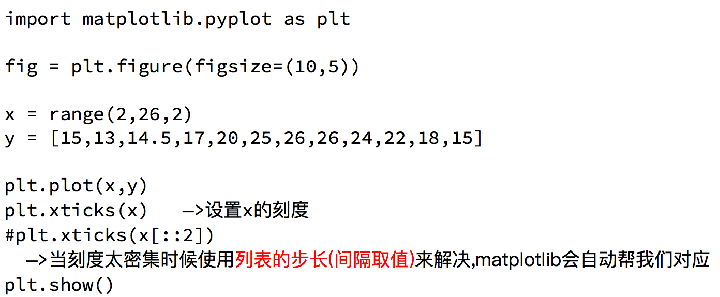 import matplotlib.pyplot as plt
fig = plt.figure(figsize=(10,5))
x = range(2,26,2)
y = [15,13,14.5,17,20,25,26,26,24,22,18,15]
plt.plot(x,y)
plt.xticks(x)   —>设置x的刻度
#plt.xticks(x[::2])
—>当刻度太密集时候使用列表的步长(间隔取值)来解决,matplotlib会自动帮我们对应
plt.show()